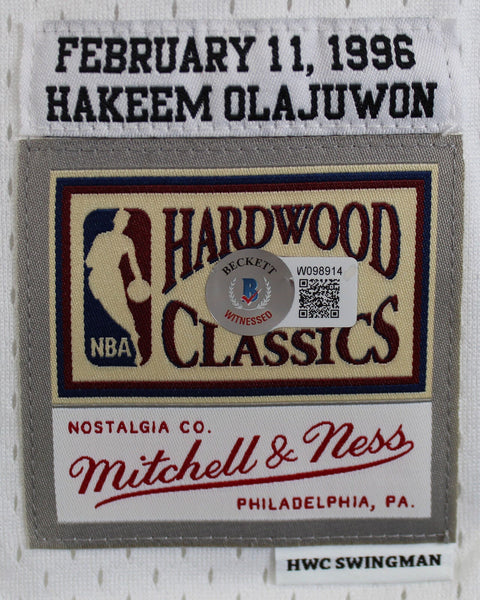 FEBRUARY 11, 1996
HAKEEM OLAJUWON
HARDWOOD
BECKETT
B
WITNESSED
W098914
CLASSICS
NBA
NOSTALGIA CO.
Mitchell & Ness
PHILADELPHIA, PA.
HWC SWINGMAN